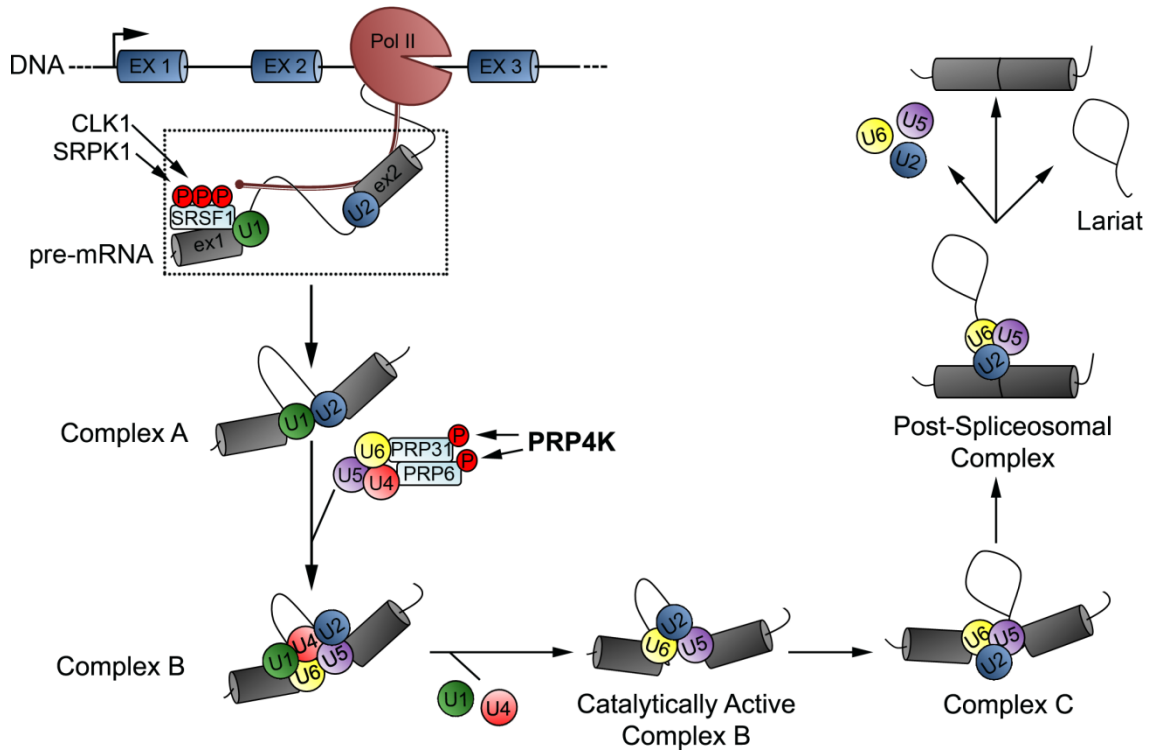 DNA
EX 1
EX 2
Pol II
EX 3
CLK1
SRPK1
P P P
SRSF1
U1
ex1
U2
ex2
pre-mRNA
Complex A
U1
U2
U6
PRP31
P
PRP4K
U5
U4
PRP6
P
Complex B
U1
U4
U2
U6
U5
U1
U4
U2
U6
U5
Catalytically Active
Complex B
U6
U5
U2
Complex C
U6
U5
U2
Post-Spliceosomal
Complex
U6
U5
U2
Lariat